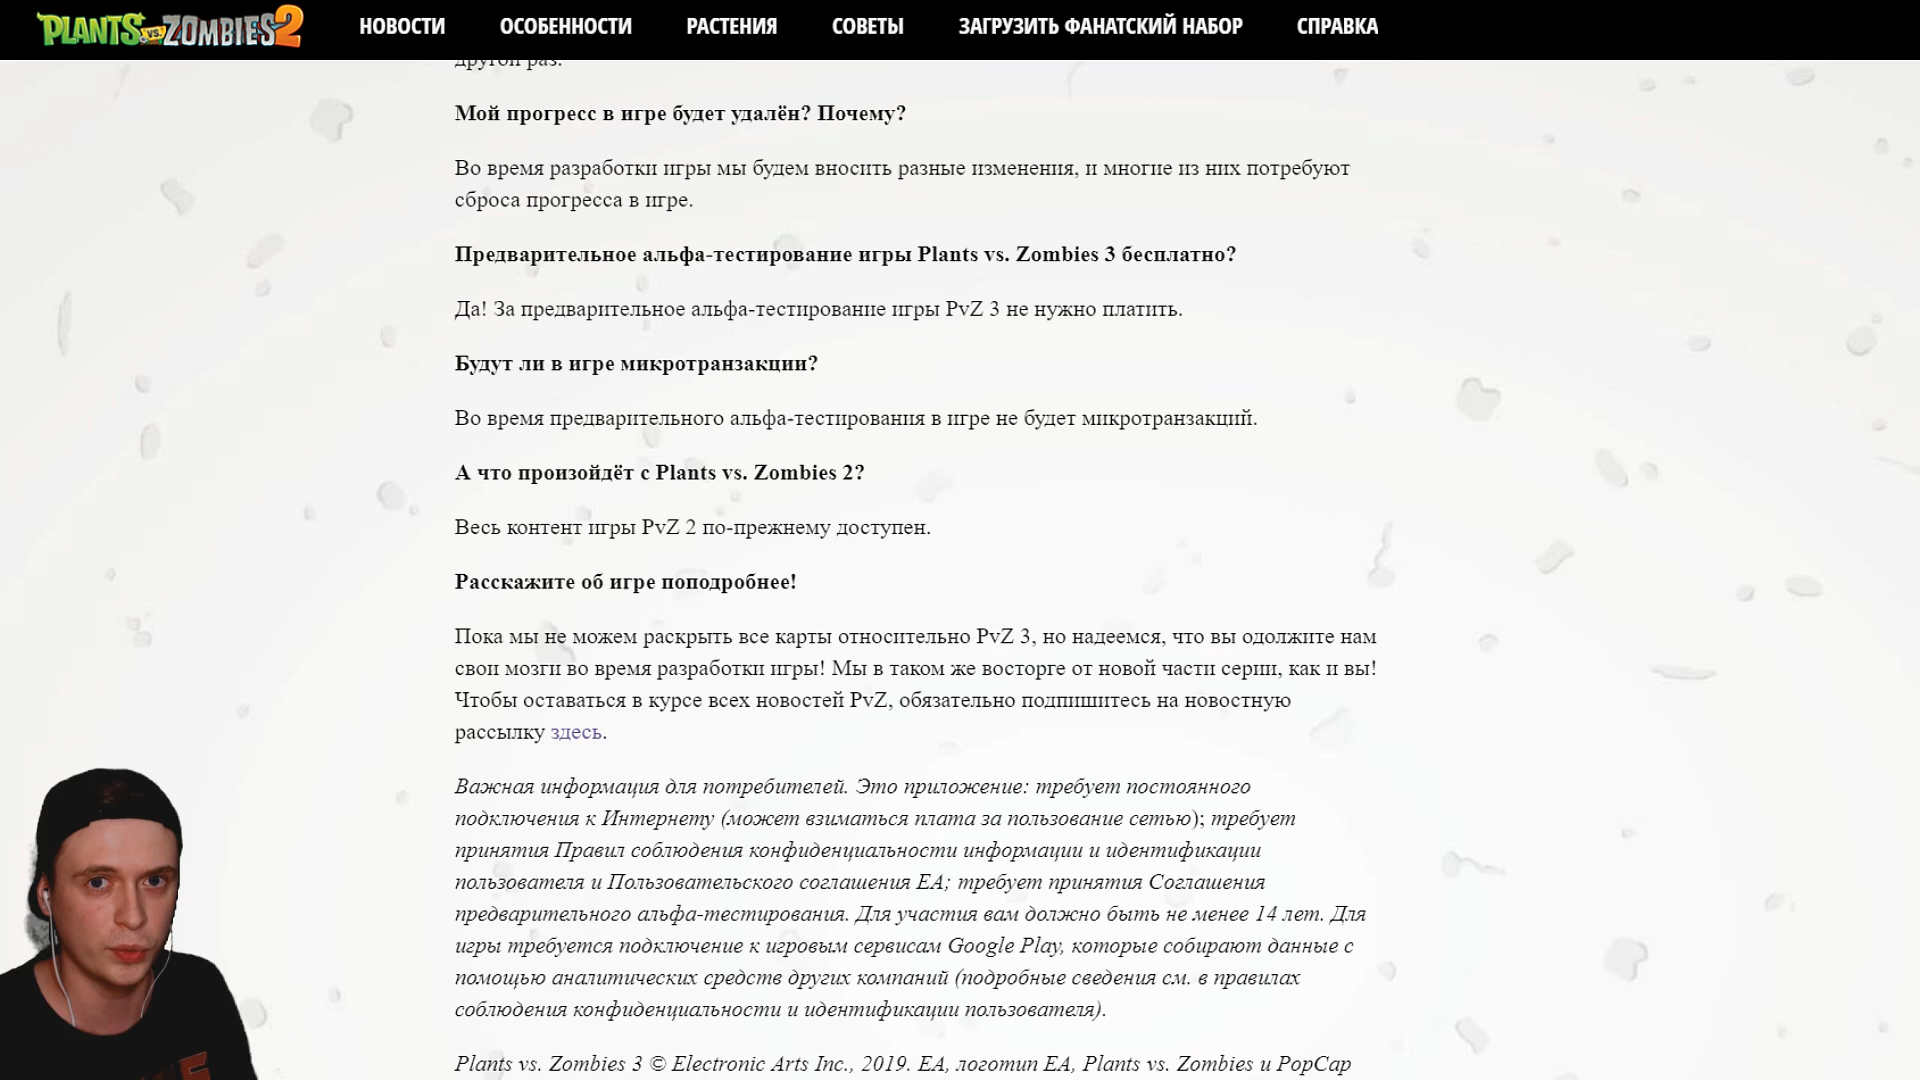 PLANTS VS. ZOMBIES 2
НОВОСТИ ОСОБЕННОСТИ РАСТЕНИЯ СОВЕТЫ ЗАГРУЗИТЬ ФАНАТСКИЙ НАБОР СПРАВКА
другой раз.
Мой прогресс в игре будет удалён? Почему?
Во время разработки игры мы будем вносить разные изменения, и многие из них потребуют
сброса прогресса в игре.
Предварительное альфа-тестирование игры Plants vs. Zombies 3 бесплатно?
Да! За предварительное альфа-тестирование игры PvZ 3 не нужно платить.
Будут ли в игре микротранзакции?
Во время предварительного альфа-тестирования в игре не будет микротранзакций.
А что произойдёт с Plants vs. Zombies 2?
Весь контент игры PvZ 2 по-прежнему доступен.
Расскажите об игре поподробнее!
Пока мы не можем раскрыть все карты относительно PvZ 3, но надеемся, что вы одолжите нам
свои мозги во время разработки игры! Мы в таком же восторге от новой части серии, как и вы!
Чтобы оставаться в курсе всех новостей PvZ, обязательно подпишитесь на новостную
рассылку здесь.
Важная информация для потребителей. Это приложение: требует постоянного
подключения к Интернету (может взиматься плата за пользование сетью); требует
принятия Правил соблюдения конфиденциальности информации и идентификации
пользователя и Пользовательского соглашения EA; требует принятия Соглашения
предварительного альфа-тестирования. Для участия вам должно быть не менее 14 лет. Для
игры требуется подключение к игровым сервисам Google Play, которые собирают данные с
помощью аналитических средств других компаний (подробные сведения см. в правилах
соблюдения конфиденциальности и идентификации пользователя).
Plants vs. Zombies 3 © Electronic Arts Inc., 2019. EA, логотип EA, Plants vs. Zombies и PopCap